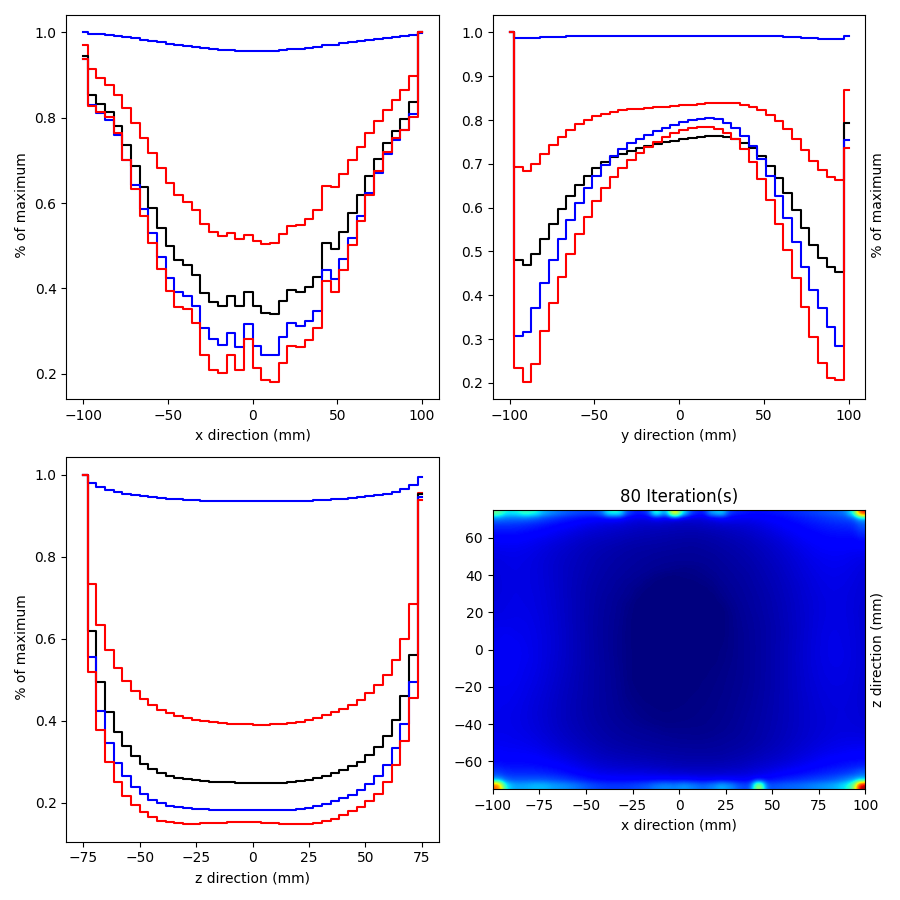 1.0
0.8
0.6
0.4
0.2
% of maximum
−100 −50 0 50 100
x direction (mm)
1.0
0.9
0.8
0.7
0.6
0.5
0.4
0.3
0.2
% of maximum
−100 −50 0 50 100
y direction (mm)
1.0
0.8
0.6
0.4
0.2
% of maximum
−75 −50 −25 0 25 50 75
z direction (mm)
80 Iteration(s)
60
40
20
0
−20
−40
−60
z direction (mm)
−100 −75 −50 −25 0 25 50 75 100
x direction (mm)